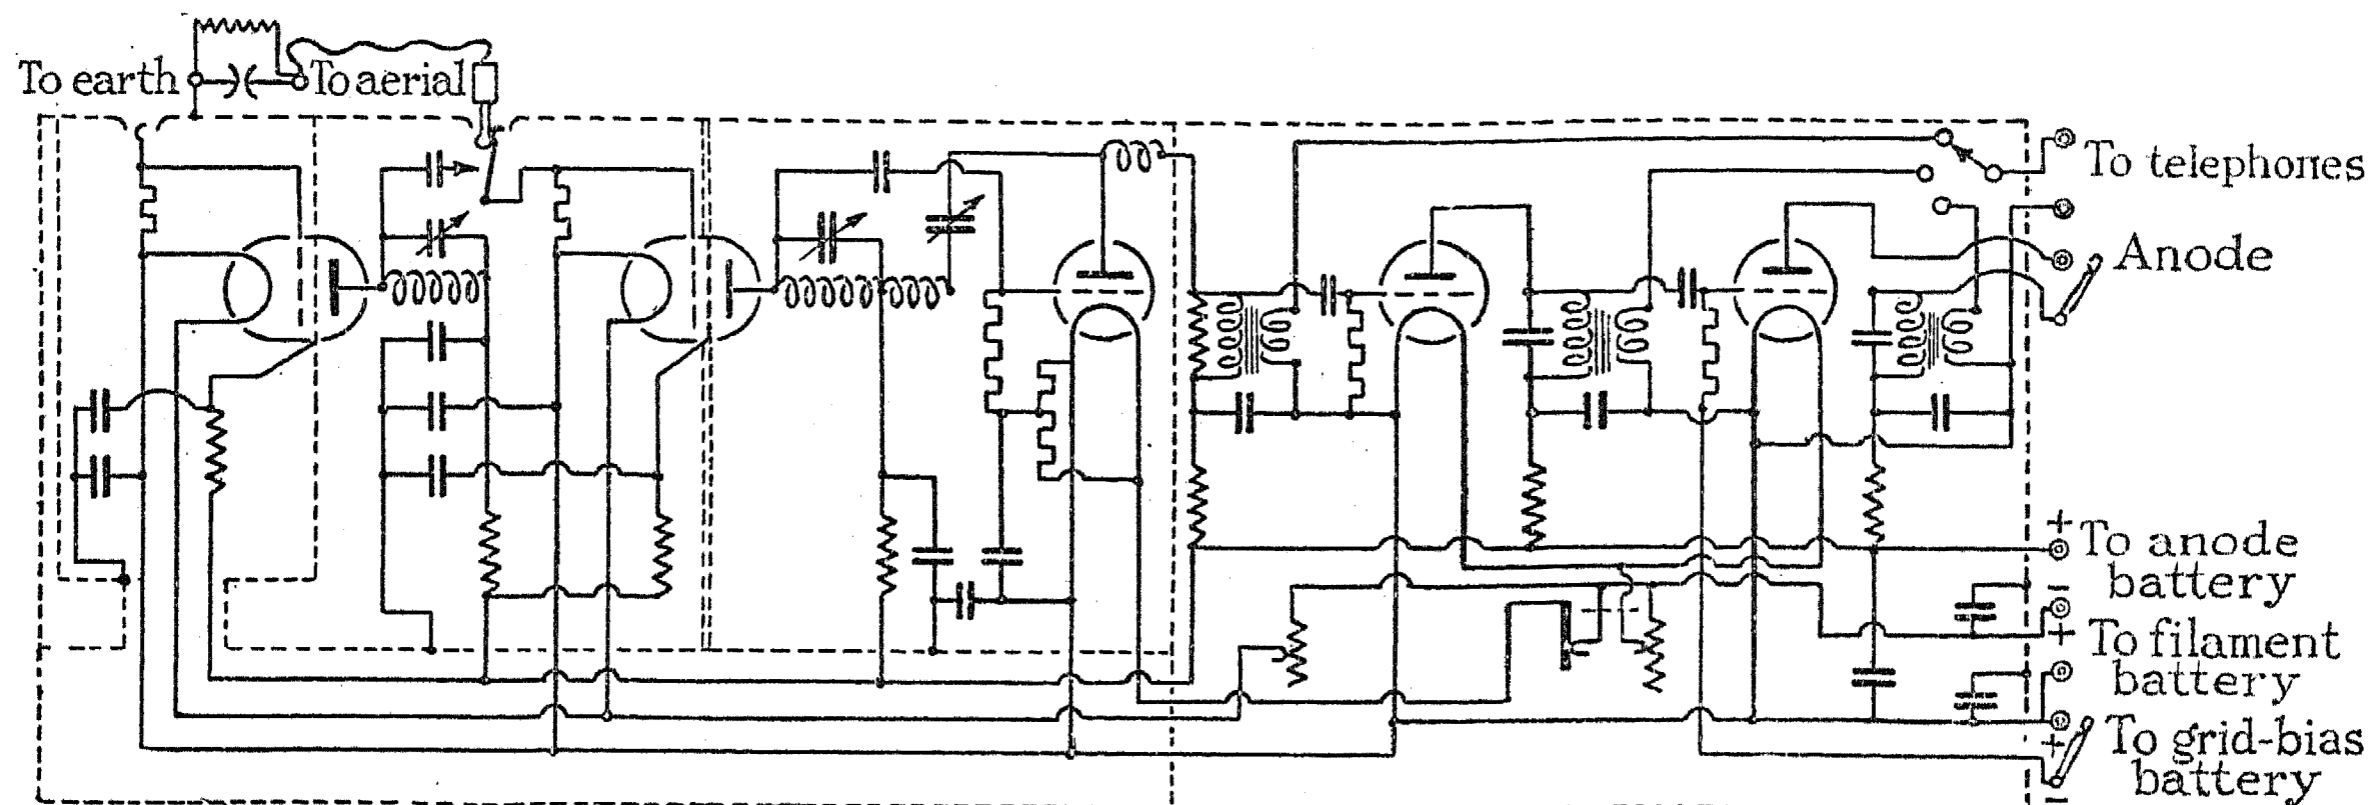 To earth
To aerial
To telephones
Anode
+
To anode
battery
−
+
To filament
battery
+
To grid-bias
battery
−